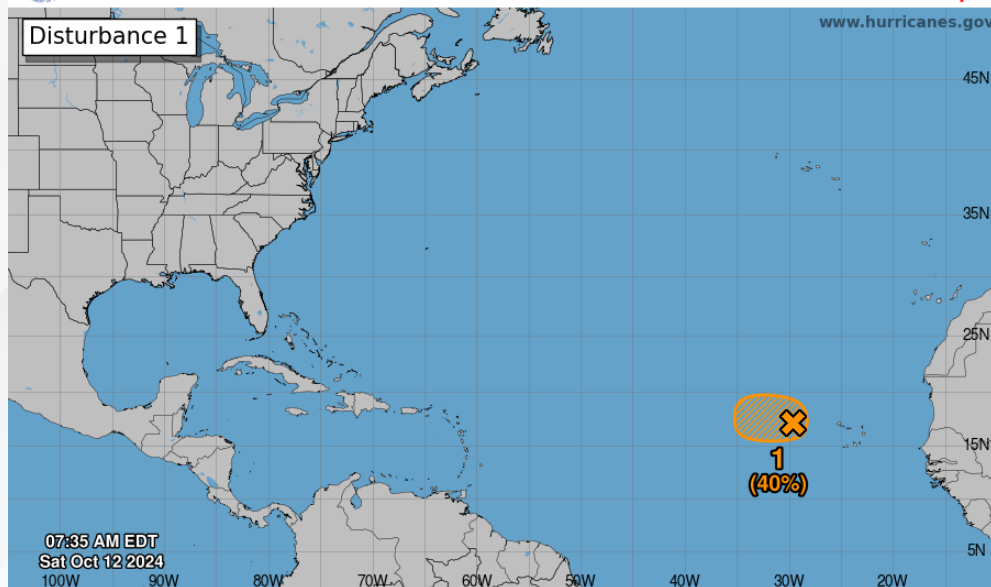 Disturbance 1
www.hurricanes.gov
45N
35N
25N
15N
1
(40%)
07:35 AM EDT
Sat Oct 12 2024
5N
100W 90W 80W 70W 60W 50W 40W 30W 20W